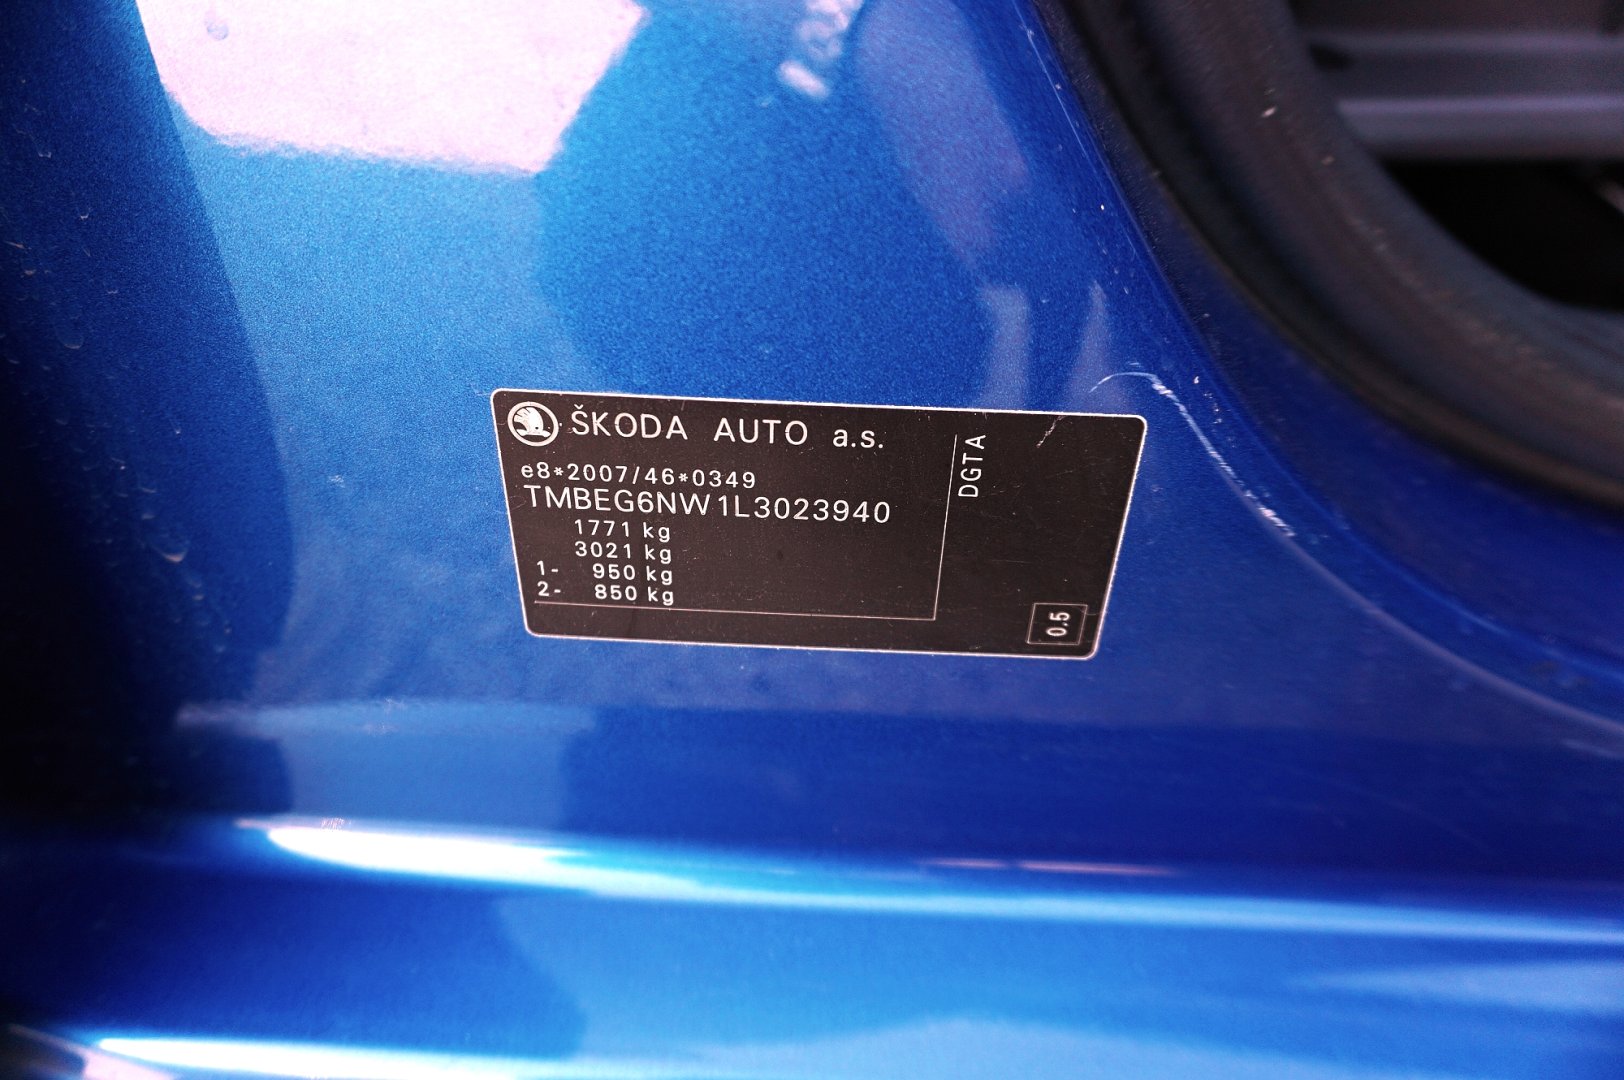 ŠKODA AUTO a.s.
e8*2007/46*0349
TMBEG6NW1L3023940
1771 kg
3021 kg
1- 950 kg
2- 850 kg
DGTA
0.5